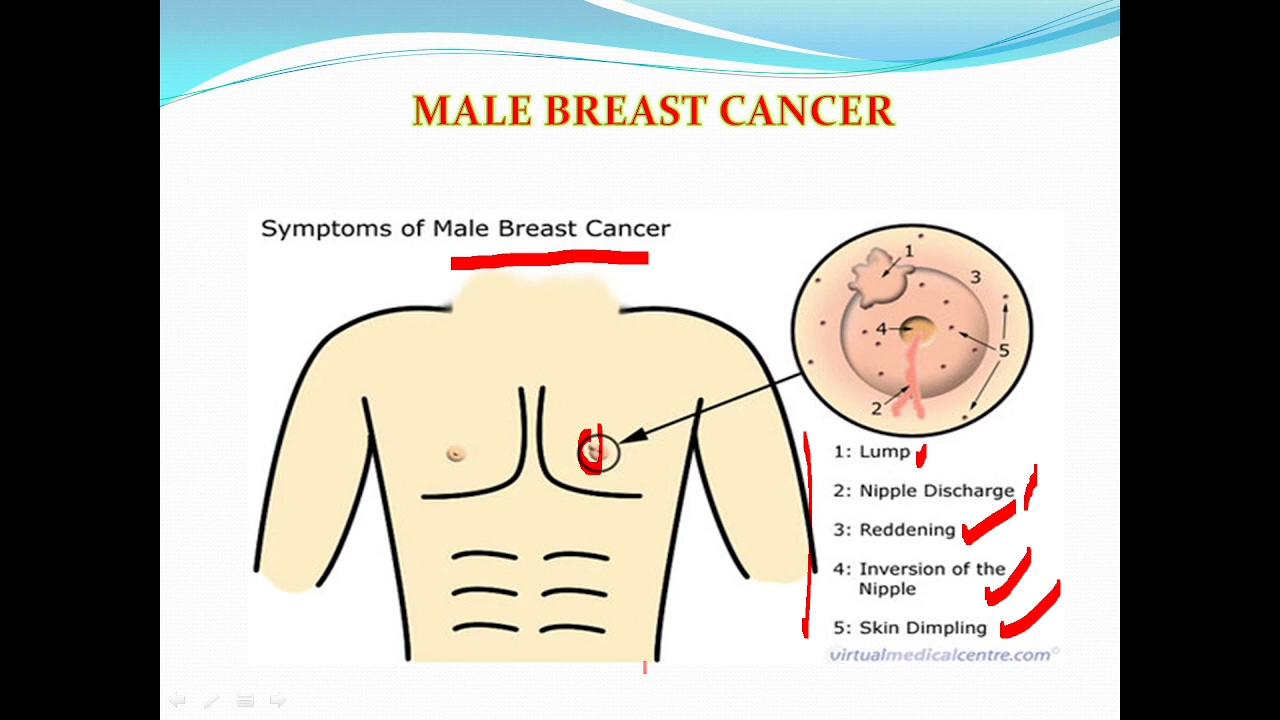 MALE BREAST CANCER
Symptoms of Male Breast Cancer
1
3
4
5
2
1: Lump
2: Nipple Discharge
3: Reddening
4: Inversion of the
Nipple
5: Skin Dimpling
virtualmedicalcentre.com